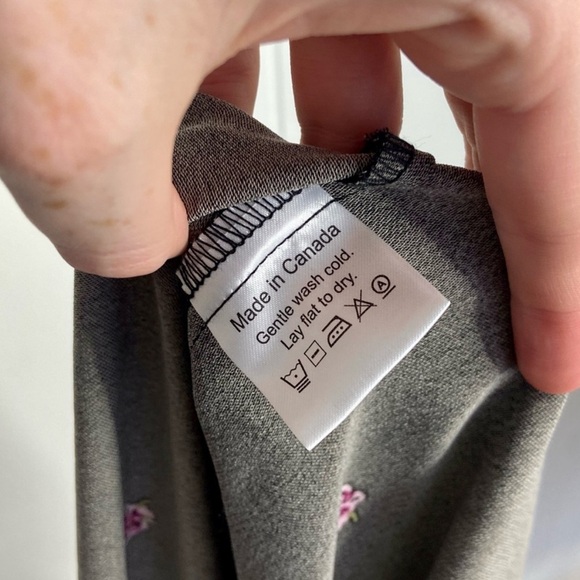 Made in Canada
Gentle wash cold.
Lay flat to dry.
A